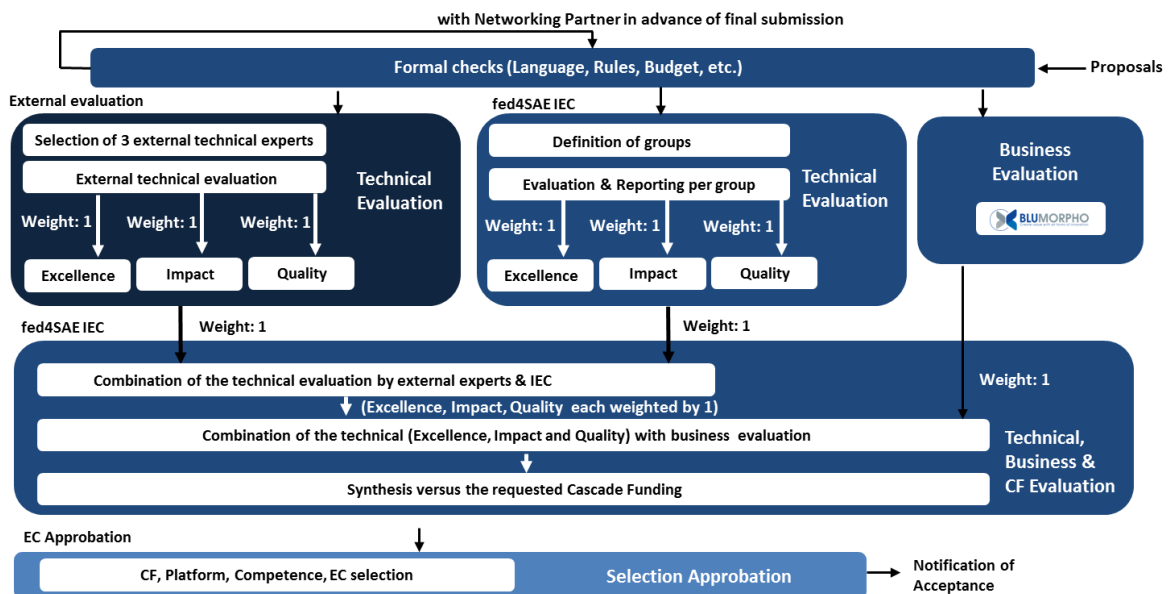 with Networking Partner in advance of final submission
Formal checks (Language, Rules, Budget, etc.)
Proposals
External evaluation
Selection of 3 external technical experts
External technical evaluation
Technical
Evaluation
Weight: 1
Weight: 1
Weight: 1
Excellence
Impact
Quality
fed4SAE IEC
Definition of groups
Evaluation & Reporting per group
Technical
Evaluation
Weight: 1
Weight: 1
Weight: 1
Excellence
Impact
Quality
Business
Evaluation
BLUMORPHO
fed4SAE IEC
Weight: 1
Weight: 1
Weight: 1
Combination of the technical evaluation by external experts & IEC
(Excellence, Impact, Quality each weighted by 1)
Combination of the technical (Excellence, Impact and Quality) with business evaluation
Synthesis versus the requested Cascade Funding
Technical,
Business &
CF Evaluation
EC Approbation
CF, Platform, Competence, EC selection
Selection Approbation
Notification of
Acceptance